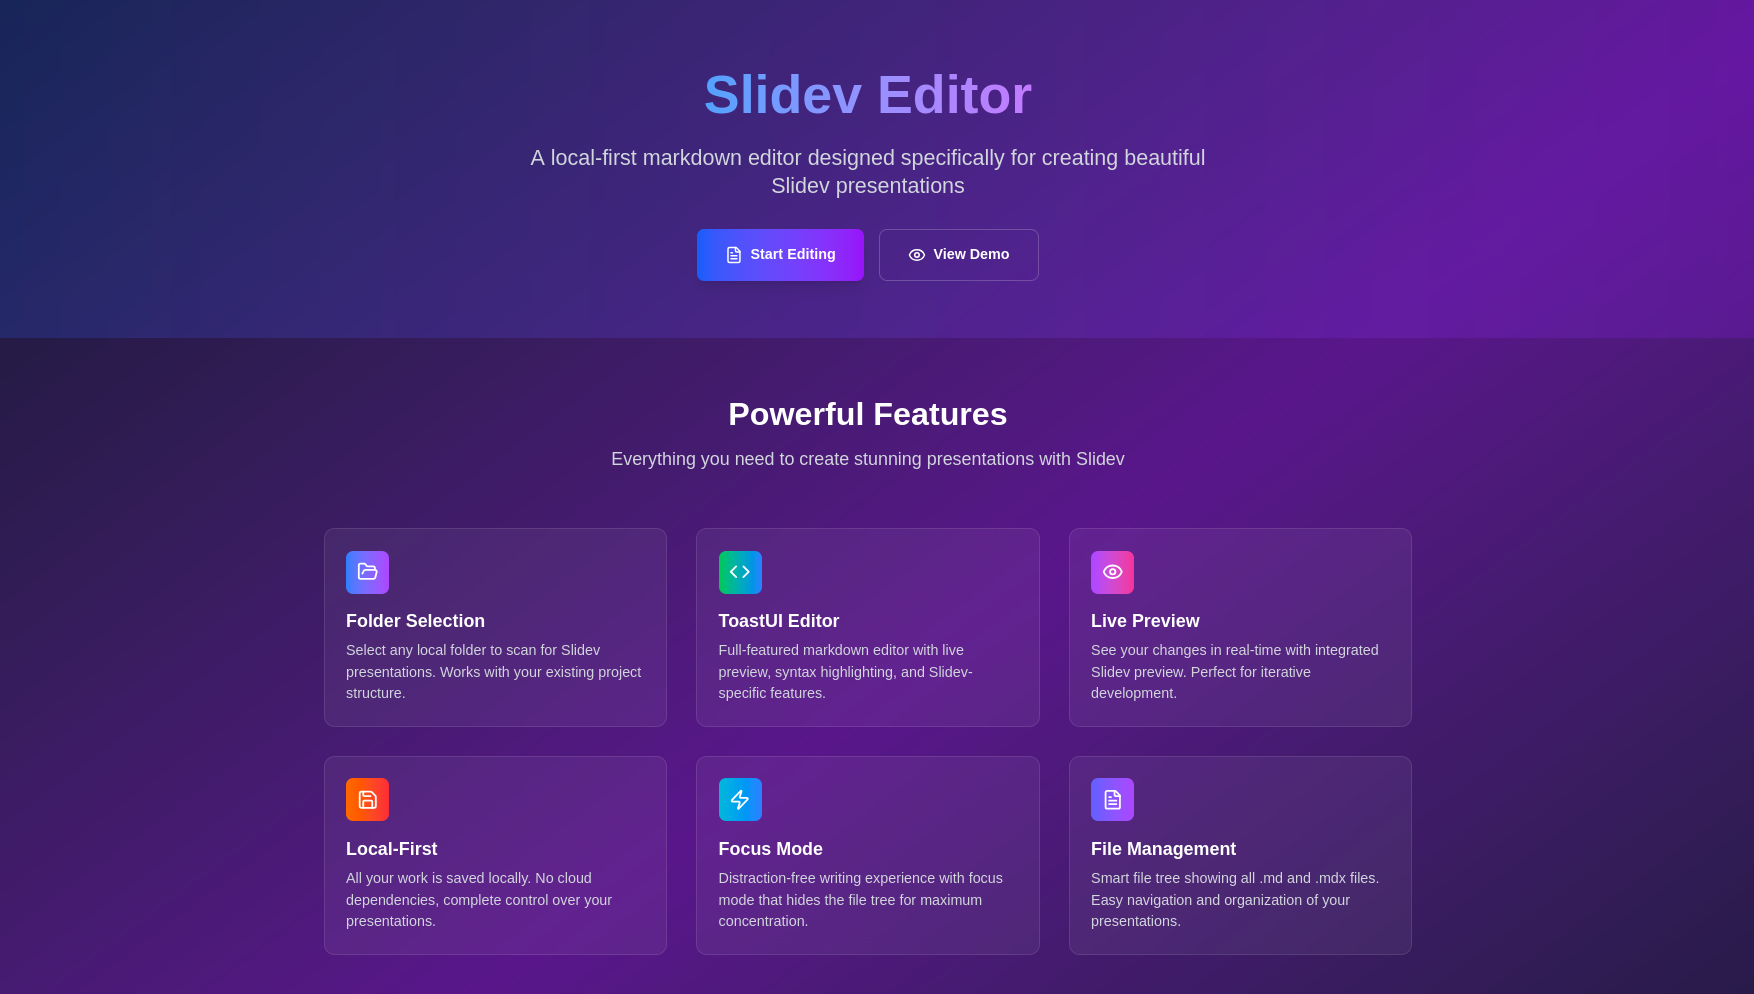 Slidev Editor
A local-first markdown editor designed specifically for creating beautiful
Slidev presentations
Start Editing
View Demo
Powerful Features
Everything you need to create stunning presentations with Slidev
Folder Selection
Select any local folder to scan for Slidev
presentations. Works with your existing project
structure.
ToastUI Editor
Full-featured markdown editor with live
preview, syntax highlighting, and Slidev-
specific features.
Live Preview
See your changes in real-time with integrated
Slidev preview. Perfect for iterative
development.
Local-First
All your work is saved locally. No cloud
dependencies, complete control over your
presentations.
Focus Mode
Distraction-free writing experience with focus
mode that hides the file tree for maximum
concentration.
File Management
Smart file tree showing all .md and .mdx files.
Easy navigation and organization of your
presentations.